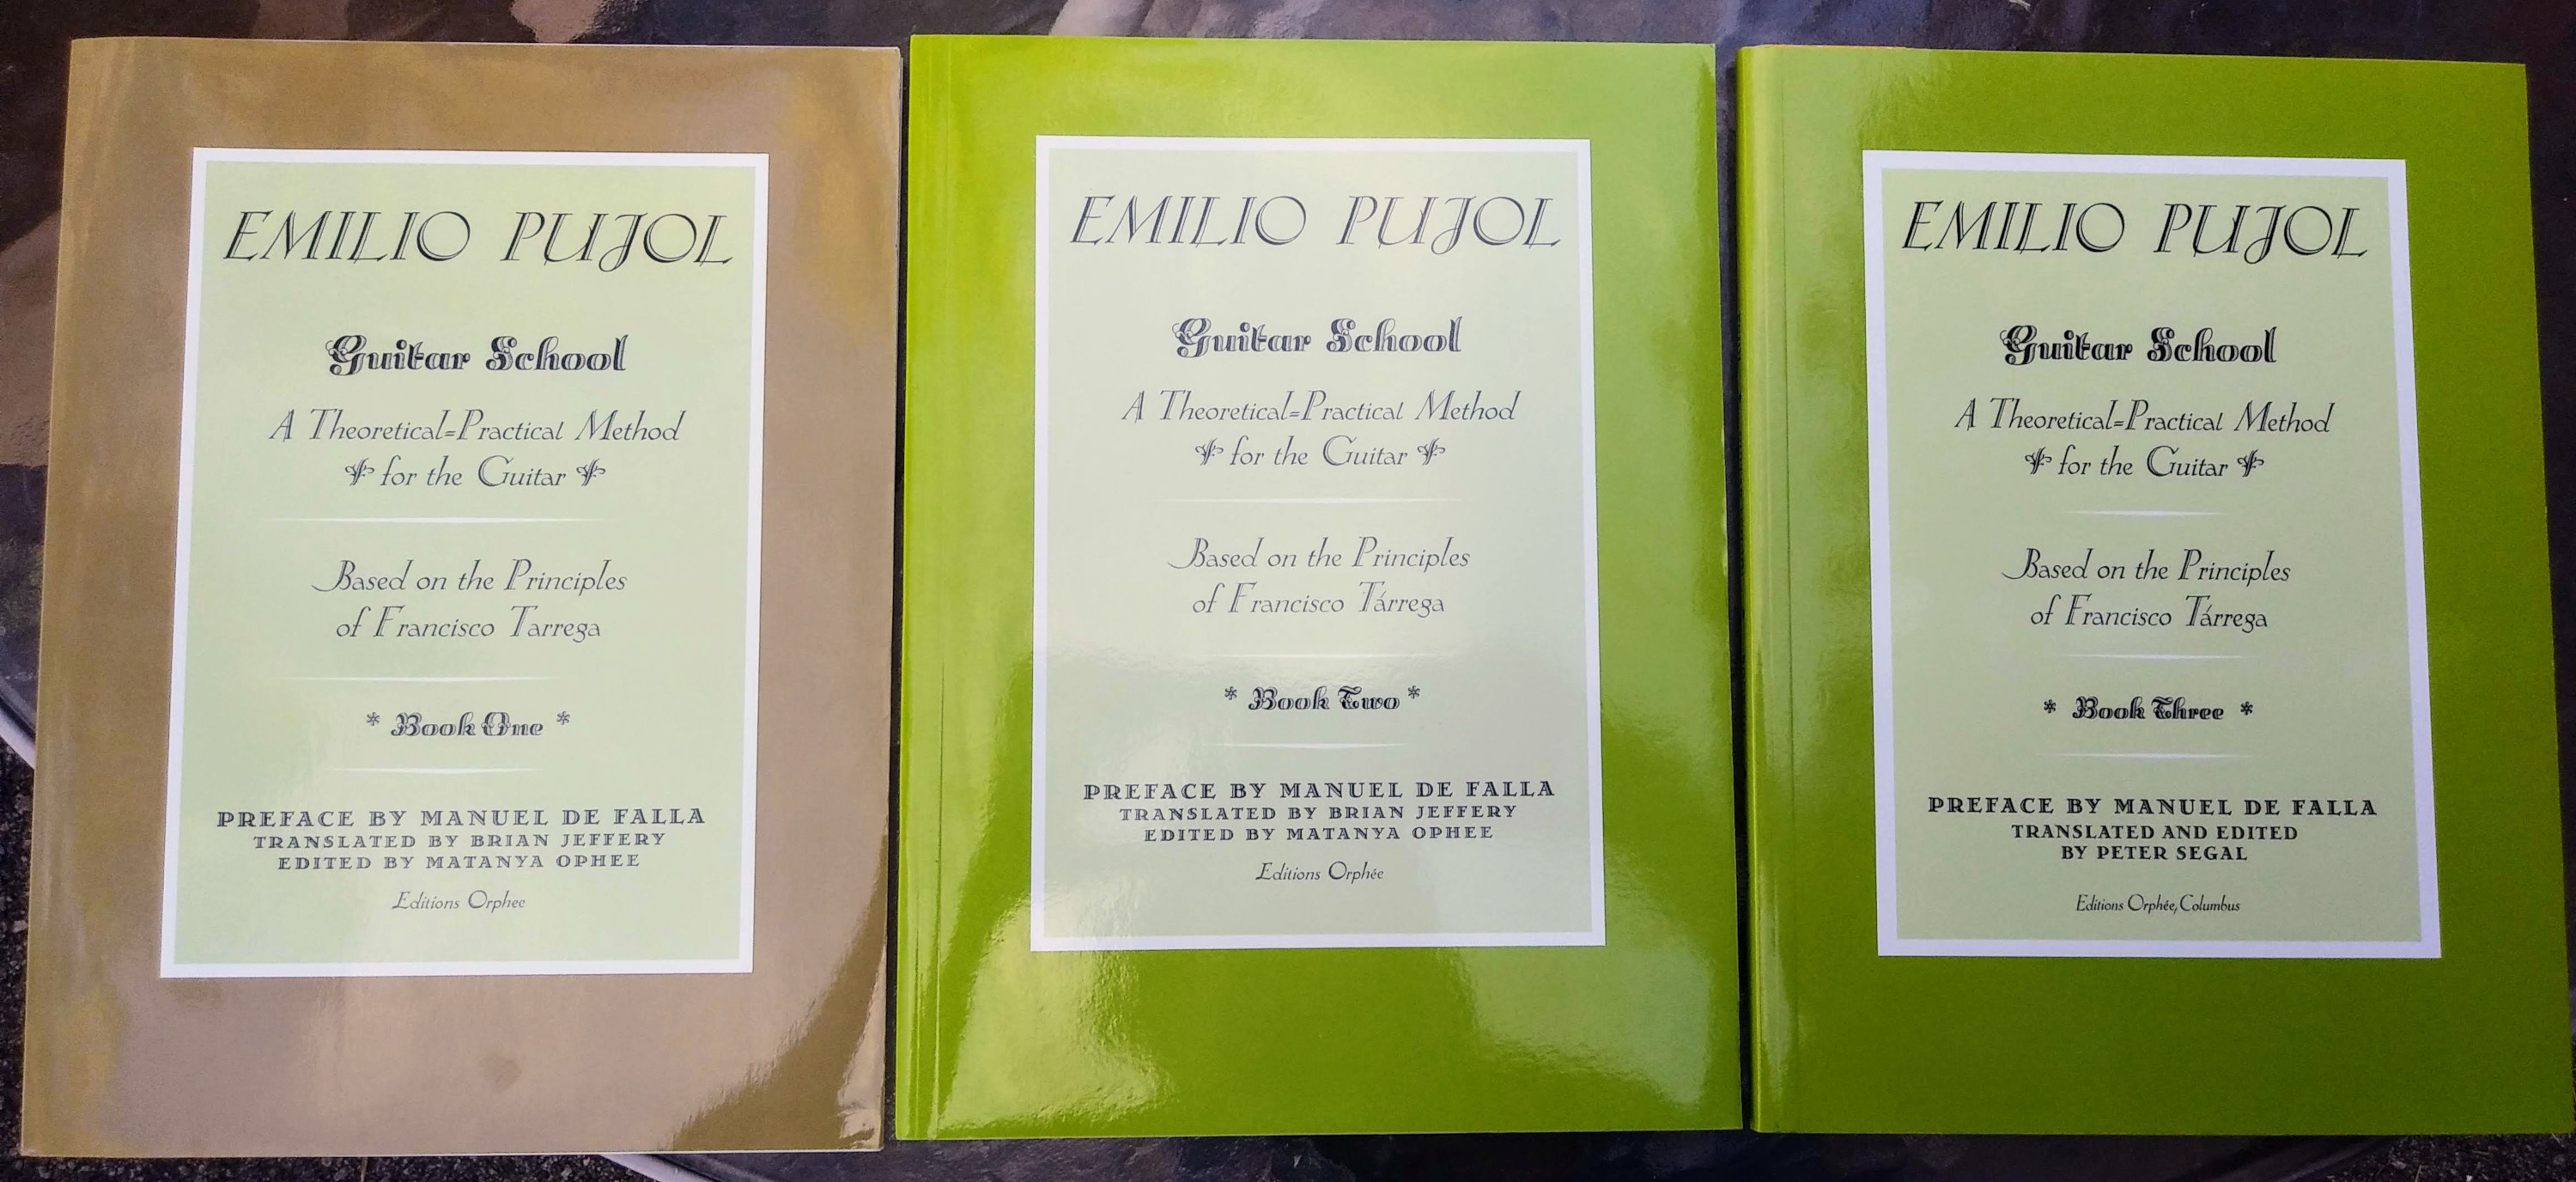 EMILIO PUJOL
Guitar School
A Theoretical=Practical Method
for the Guitar
Based on the Principles
of Francisco Tarrega
* Book One *
PREFACE BY MANUEL DE FALLA
TRANSLATED BY BRIAN JEFFERY
EDITED BY MATANYA OPHEE
Editions Orphee
EMILIO PUJOL
Guitar School
A Theoretical=Practical Method
for the Guitar
Based on the Principles
of Francisco Tárrega
* Book Two *
PREFACE BY MANUEL DE FALLA
TRANSLATED BY BRIAN JEFFERY
EDITED BY MATANYA OPHEE
Editions Orphée
EMILIO PUJOL
Guitar School
A Theoretical=Practical Method
for the Guitar
Based on the Principles
of Francisco Tárrega
* Book Three *
PREFACE BY MANUEL DE FALLA
TRANSLATED AND EDITED
BY PETER SEGAL
Editions Orphée, Columbus